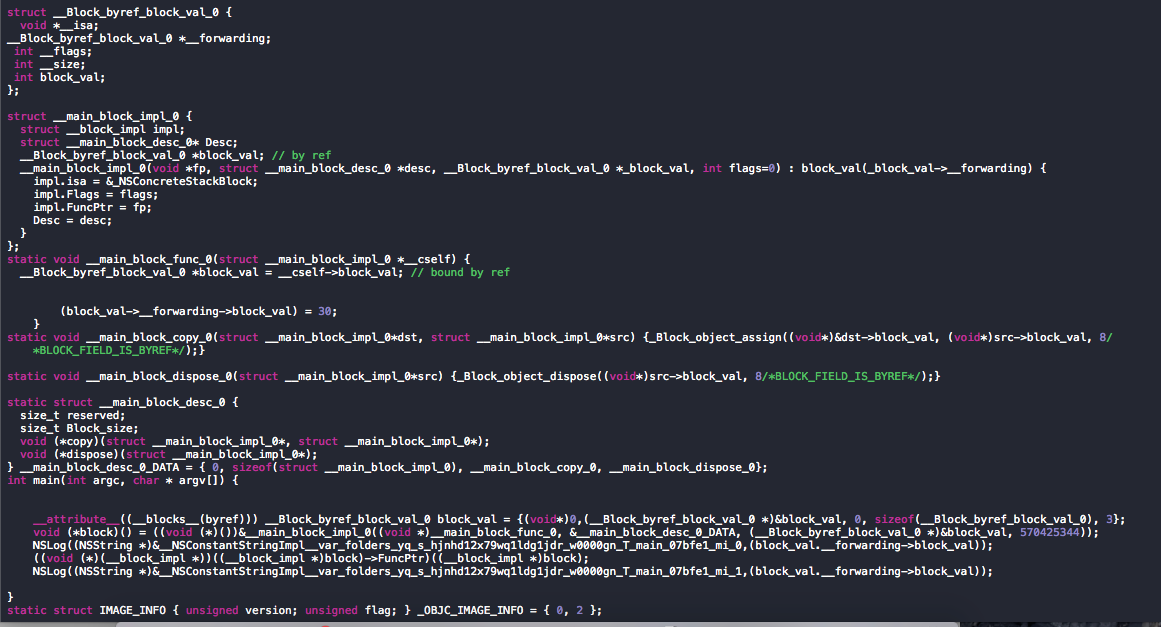 struct __Block_byref_block_val_0 {
  void *__isa;
__Block_byref_block_val_0 *__forwarding;
 int __flags;
 int __size;
 int block_val;
};

struct __main_block_impl_0 {
  struct __block_impl impl;
  struct __main_block_desc_0* Desc;
  __Block_byref_block_val_0 *block_val; // by ref
  __main_block_impl_0(void *fp, struct __main_block_desc_0 *desc, __Block_byref_block_val_0 *_block_val, int flags=0) : block_val(_block_val->__forwarding) {
    impl.isa = &_NSConcreteStackBlock;
    impl.Flags = flags;
    impl.FuncPtr = fp;
    Desc = desc;
  }
};
static void __main_block_func_0(struct __main_block_impl_0 *__cself) {
  __Block_byref_block_val_0 *block_val = __cself->block_val; // bound by ref

        (block_val->__forwarding->block_val) = 30;
    }
static void __main_block_copy_0(struct __main_block_impl_0*dst, struct __main_block_impl_0*src) {_Block_object_assign((void*)&dst->block_val, (void*)src->block_val, 8/
    *BLOCK_FIELD_IS_BYREF*/);}

static void __main_block_dispose_0(struct __main_block_impl_0*src) {_Block_object_dispose((void*)src->block_val, 8/*BLOCK_FIELD_IS_BYREF*/);}

static struct __main_block_desc_0 {
  size_t reserved;
  size_t Block_size;
  void (*copy)(struct __main_block_impl_0*, struct __main_block_impl_0*);
  void (*dispose)(struct __main_block_impl_0*);
} __main_block_desc_0_DATA = { 0, sizeof(struct __main_block_impl_0), __main_block_copy_0, __main_block_dispose_0};
int main(int argc, char * argv[]) {

    __attribute__((__blocks__(byref))) __Block_byref_block_val_0 block_val = {(void*)0,(__Block_byref_block_val_0 *)&block_val, 0, sizeof(__Block_byref_block_val_0), 3};
    void (*block)() = ((void (*)())&__main_block_impl_0((void *)__main_block_func_0, &__main_block_desc_0_DATA, (__Block_byref_block_val_0 *)&block_val, 570425344));
    NSLog((NSString *)&__NSConstantStringImpl__var_folders_yq_s_hjnhd12x79wq1ldg1jdr_w0000gn_T_main_07bfe1_mi_0,(block_val.__forwarding->block_val));
    ((void (*)(__block_impl *))((__block_impl *)block)->FuncPtr)((__block_impl *)block);
    NSLog((NSString *)&__NSConstantStringImpl__var_folders_yq_s_hjnhd12x79wq1ldg1jdr_w0000gn_T_main_07bfe1_mi_1,(block_val.__forwarding->block_val));

}
static struct IMAGE_INFO { unsigned version; unsigned flag; } _OBJC_IMAGE_INFO = { 0, 2 };